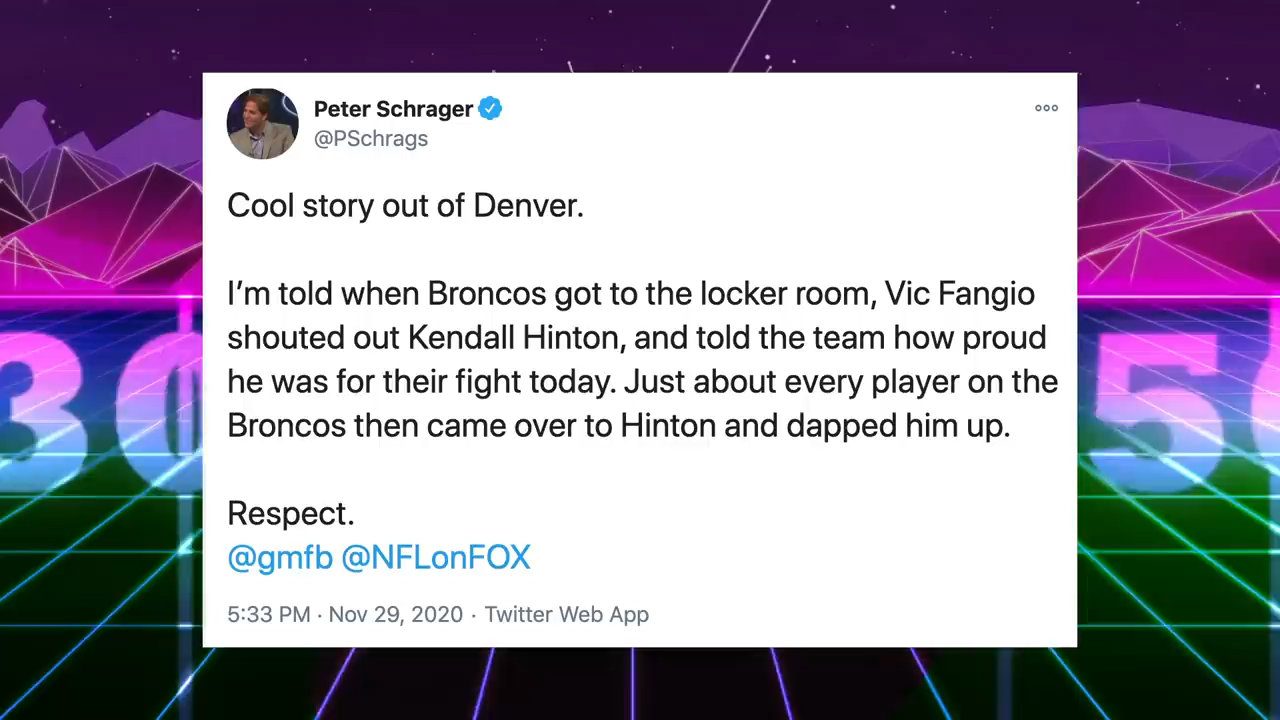 Peter Schrager
@PSchrags
Cool story out of Denver.
I’m told when Broncos got to the locker room, Vic Fangio
shouted out Kendall Hinton, and told the team how proud
he was for their fight today. Just about every player on the
Broncos then came over to Hinton and dapped him up.
Respect.
@gmfb @NFLonFOX
5:33 PM · Nov 29, 2020 · Twitter Web App
30
5